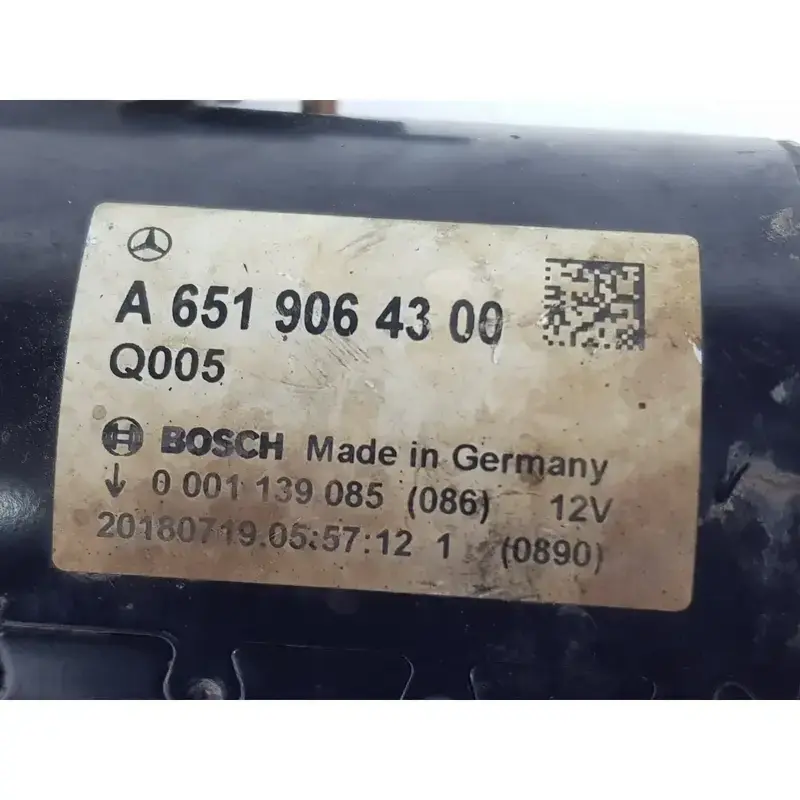 A 651 906 43 00
Q005
BOSCH Made in Germany
↓ 0 001 139 085 (086) 12V
20180719.05:57:12 1 (0890)